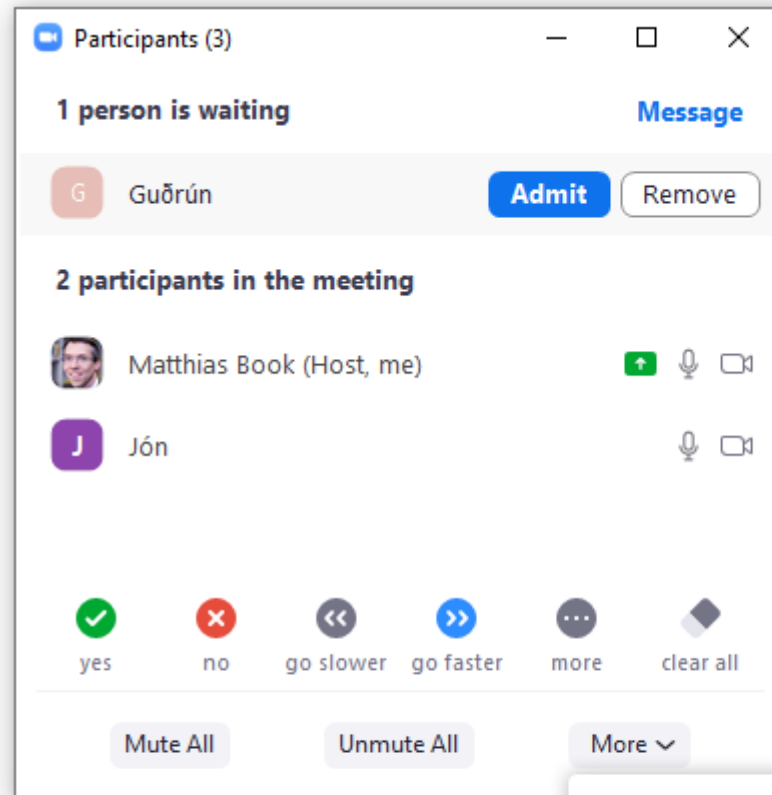 Participants (3)
1 person is waiting Message
G Guðrún Admit Remove
2 participants in the meeting
Matthias Book (Host, me)
J Jón
yes no go slower go faster more clear all
Mute All Unmute All More